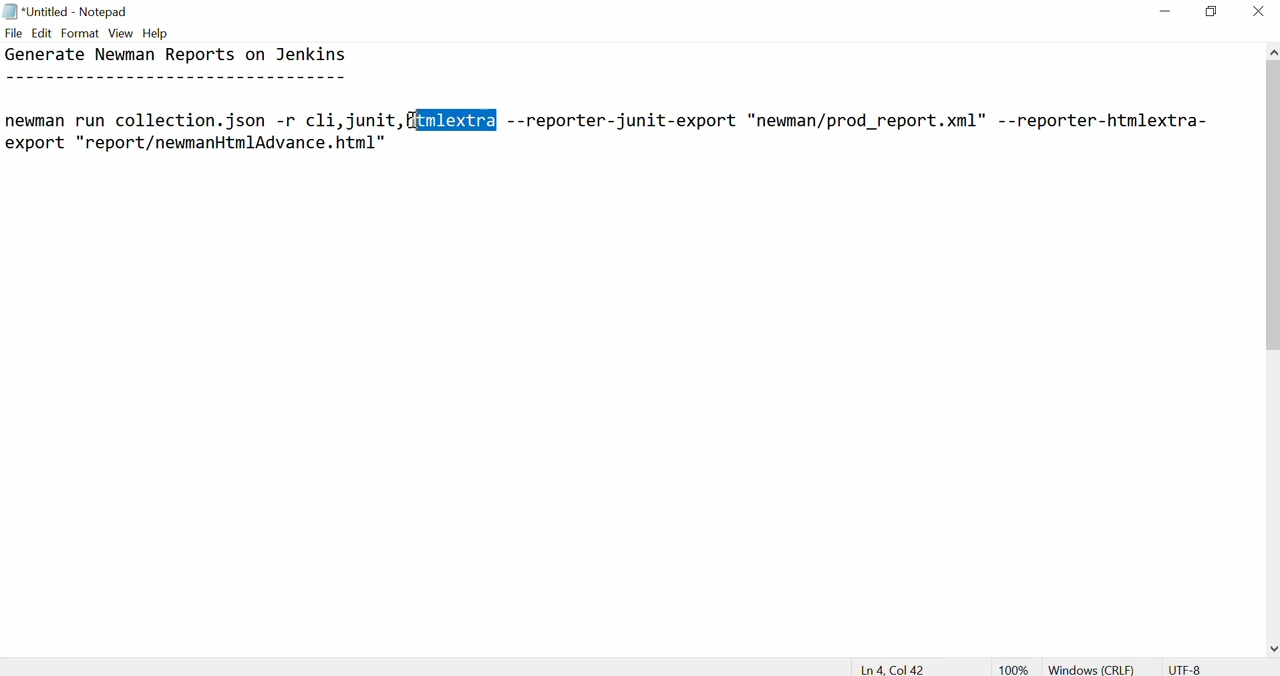 *Untitled - Notepad
File Edit Format View Help
Generate Newman Reports on Jenkins
----------------------------------
newman run collection.json -r cli,junit,htmlextra --reporter-junit-export "newman/prod_report.xml" --reporter-htmlextra-
export "report/newmanHtmlAdvance.html"
Ln 4, Col 42 100% Windows (CRLF) UTF-8